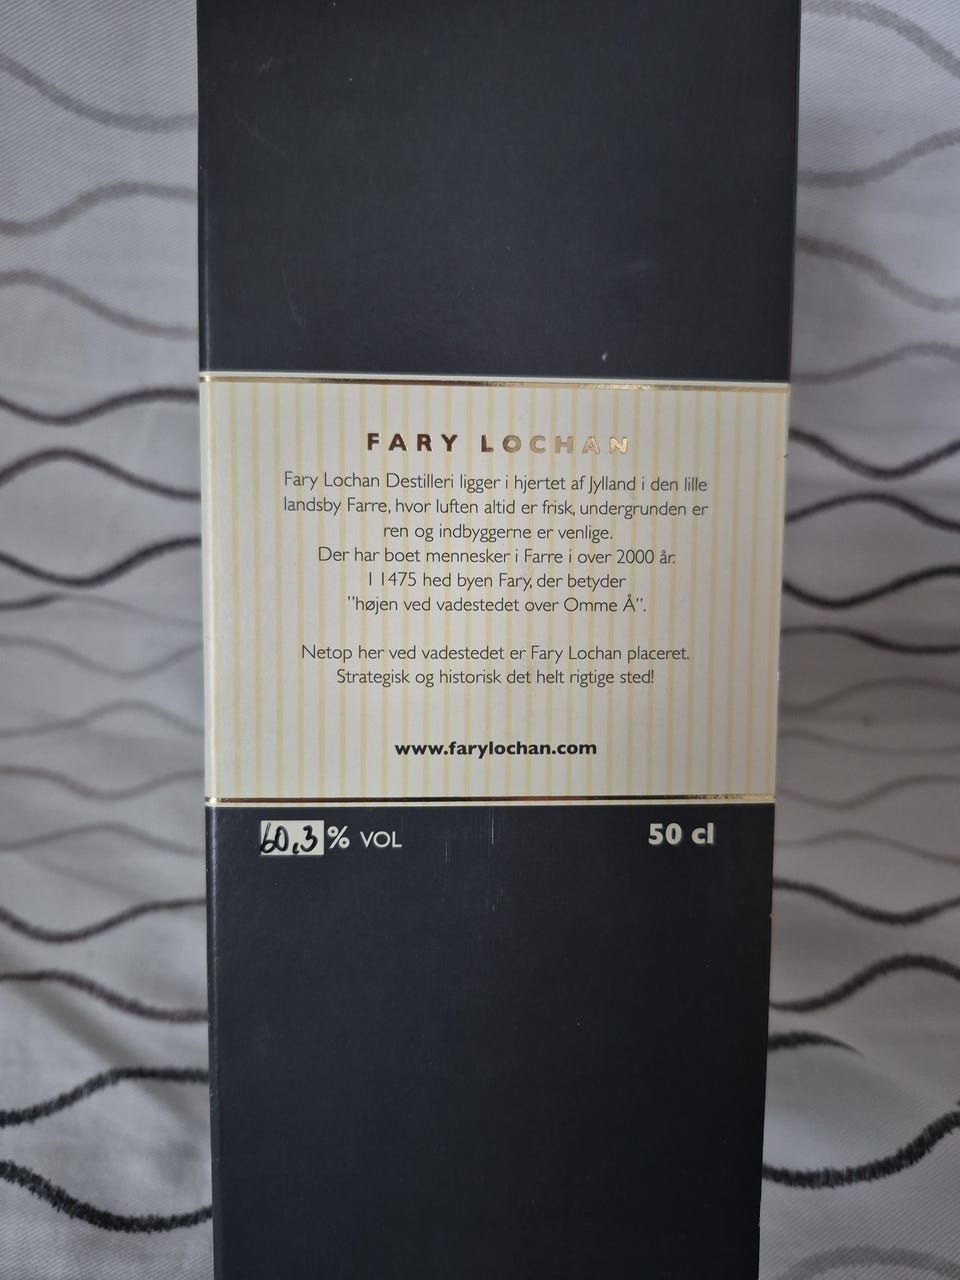 FARY LOCHAN
Fary Lochan Destilleri ligger i hjertet af Jylland i den lille
landsby Farre, hvor luften altid er frisk, undergrunden er
ren og indbyggerne er venlige.
Der har boet mennesker i Farre i over 2000 år.
I 1475 hed byen Fary, der betyder
"højen ved vadestedet over Omme Å".
Netop her ved vadestedet er Fary Lochan placeret.
Strategisk og historisk det helt rigtige sted!
www.farylochan.com
60,3% VOL 50 cl